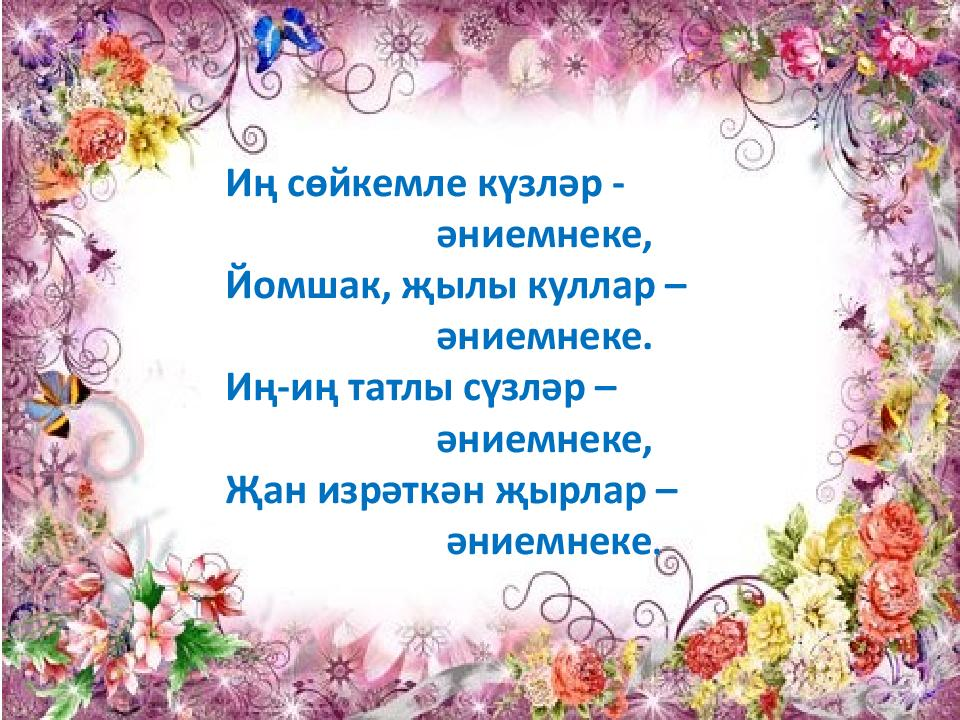 Иң сөйкемле күзләр -
әниемнеке,
Йомшак, җылы куллар –
әниемнеке.
Иң-иң татлы сүзләр –
әниемнеке,
Җан изрәткән җырлар –
әниемнеке.